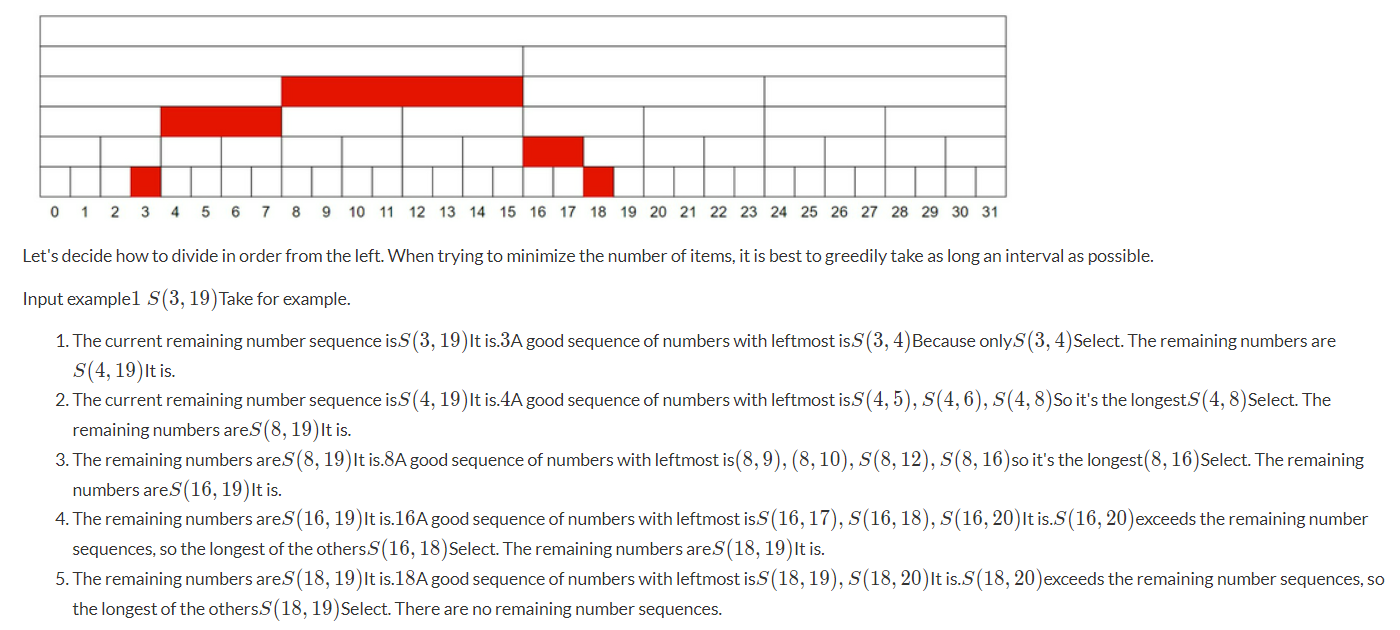 0 1 2 3 4 5 6 7 8 9 10 11 12 13 14 15 16 17 18 19 20 21 22 23 24 25 26 27 28 29 30 31
Let's decide how to divide in order from the left. When trying to minimize the number of items, it is best to greedily take as long an interval as possible.
Input example1 S(3, 19)Take for example.
1. The current remaining number sequence isS(3, 19)It is.3A good sequence of numbers with leftmost isS(3, 4)Because onlyS(3, 4)Select. The remaining numbers are
S(4, 19)It is.
2. The current remaining number sequence isS(4, 19)It is.4A good sequence of numbers with leftmost isS(4, 5), S(4, 6), S(4, 8)So it's the longestS(4, 8)Select. The
remaining numbers areS(8, 19)It is.
3. The remaining numbers areS(8, 19)It is.8A good sequence of numbers with leftmost is(8, 9), (8, 10), S(8, 12), S(8, 16)so it's the longest(8, 16)Select. The remaining
numbers areS(16, 19)It is.
4. The remaining numbers areS(16, 19)It is.16A good sequence of numbers with leftmost isS(16, 17), S(16, 18), S(16, 20)It is.S(16, 20)exceeds the remaining number
sequences, so the longest of the othersS(16, 18)Select. The remaining numbers areS(18, 19)It is.
5. The remaining numbers areS(18, 19)It is.18A good sequence of numbers with leftmost isS(18, 19), S(18, 20)It is.S(18, 20)exceeds the remaining number sequences, so
the longest of the othersS(18, 19)Select. There are no remaining number sequences.